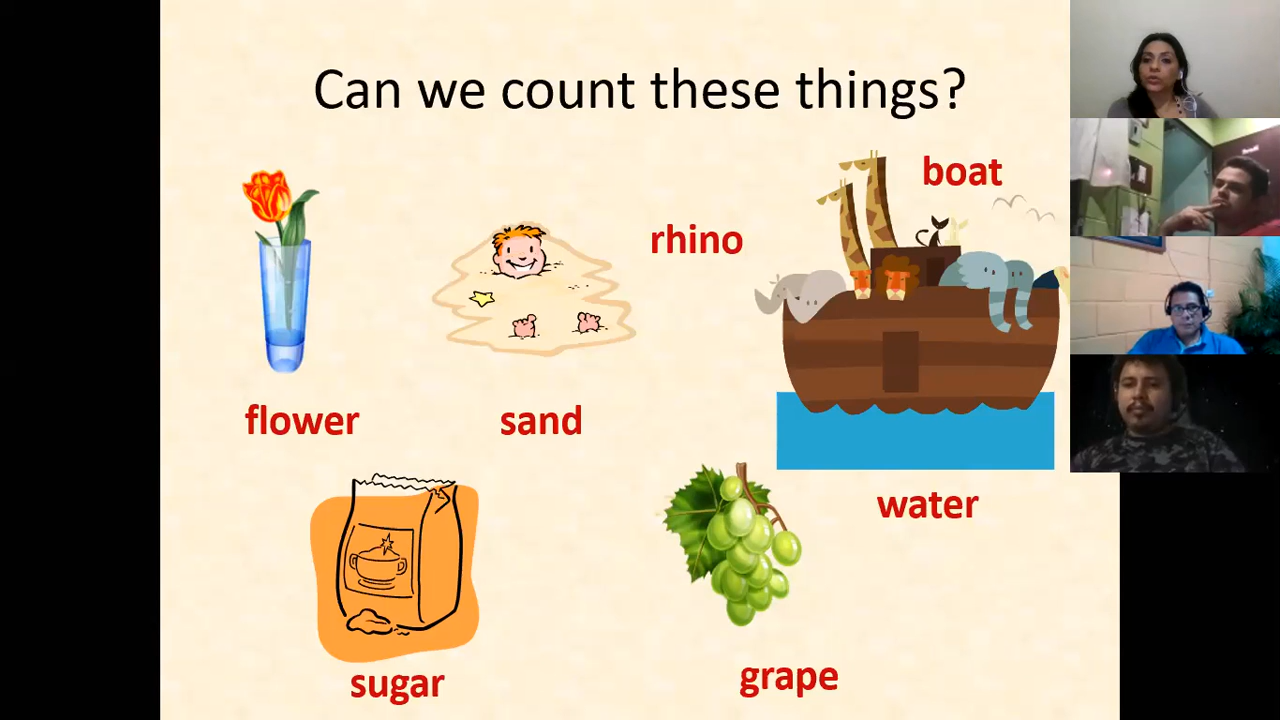 Can we count these things?
boat
rhino
flower
sand
water
sugar
grape